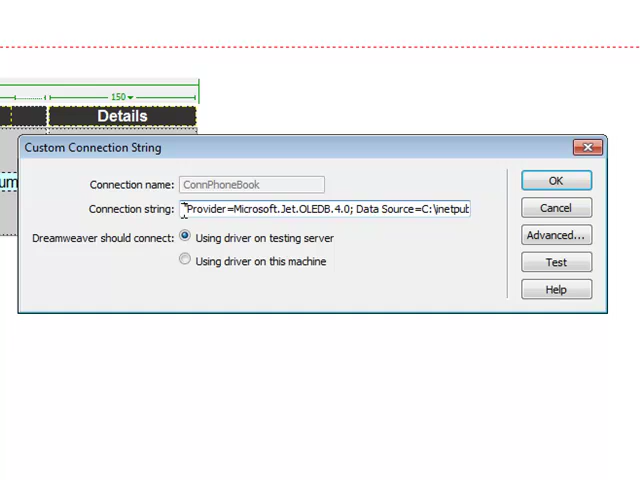 150
Details
um
Custom Connection String
Connection name: ConnPhoneBook
OK
Connection string: "Provider=Microsoft.Jet.OLEDB.4.0; Data Source=C:\inetpub
Cancel
Dreamweaver should connect: Using driver on testing server
Advanced...
Using driver on this machine
Test
Help